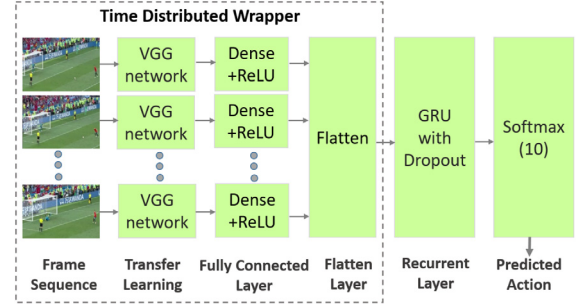 Time Distributed Wrapper
VGG
network
Dense
+ReLU
VGG
network
Dense
+ReLU
VGG
network
Dense
+ReLU
Flatten
GRU
with
Dropout
Softmax
(10)
Frame
Sequence
Transfer
Learning
Fully Connected
Layer
Flatten
Layer
Recurrent
Layer
Predicted
Action